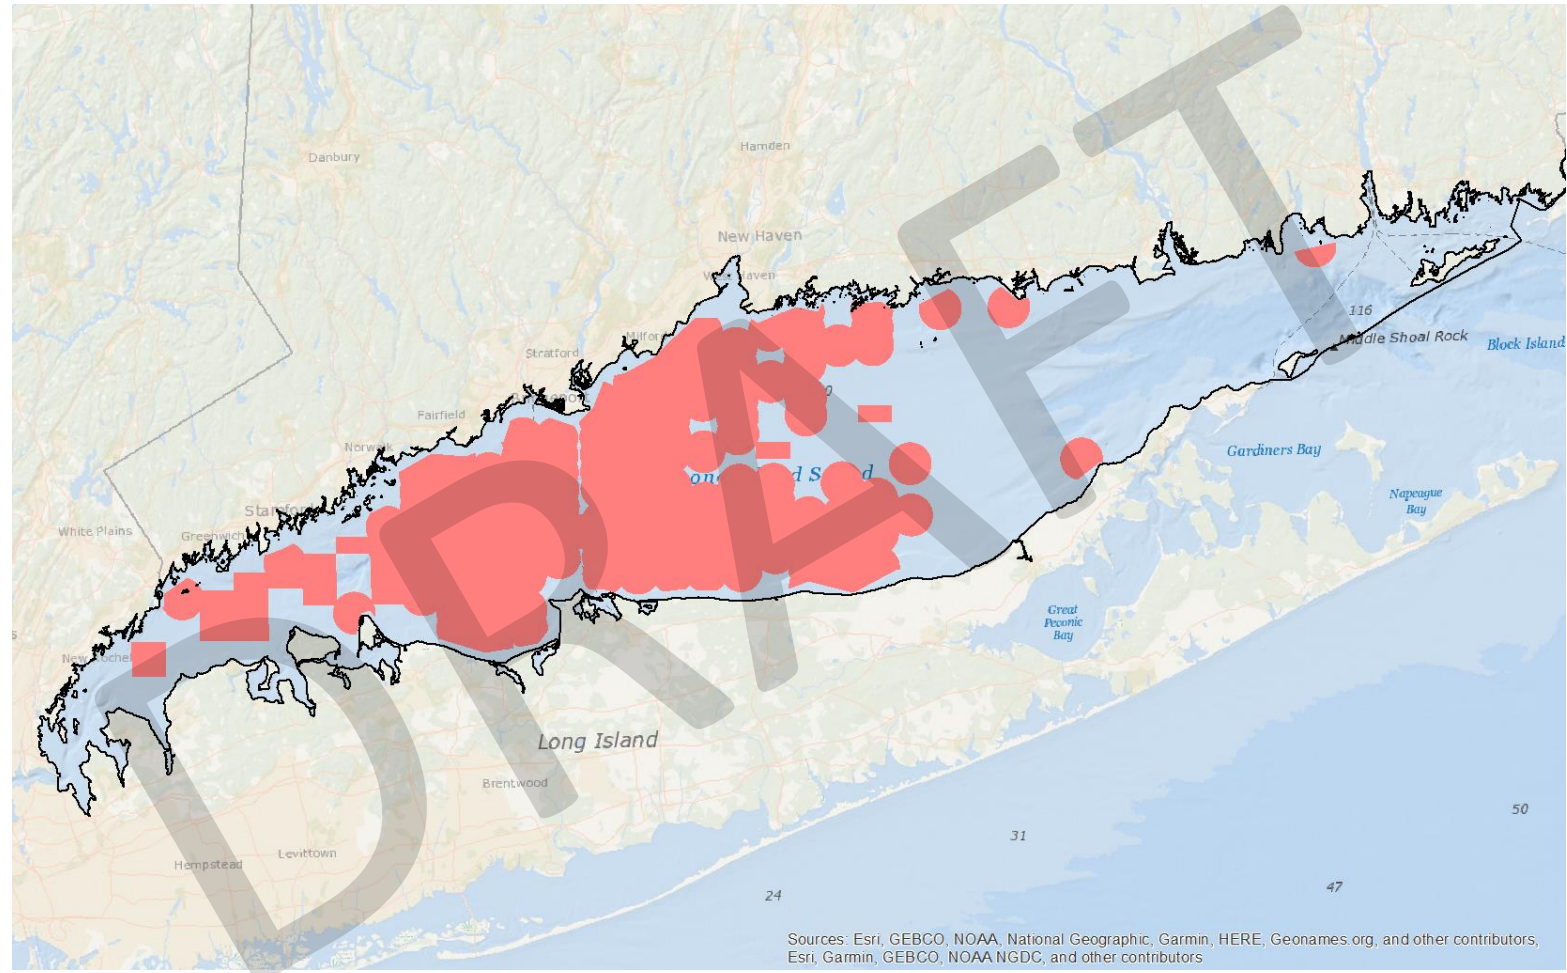 Danbury
Hamden
New Haven
Haven
Milford
Stratford
116
Middle Shoal Rock
Block Island
Fairfield
Norwalk
Gardiners Bay
Napeague
Bay
Stamford
White Plains
Greenwich
Great
Peconic
Bay
Long Island
Brentwood
50
31
Levittown
Hempstead
47
24
DRAFT
Sources: Esri, GEBCO, NOAA, National Geographic, Garmin, HERE, Geonames.org, and other contributors,
Esri, Garmin, GEBCO, NOAA NGDC, and other contributors